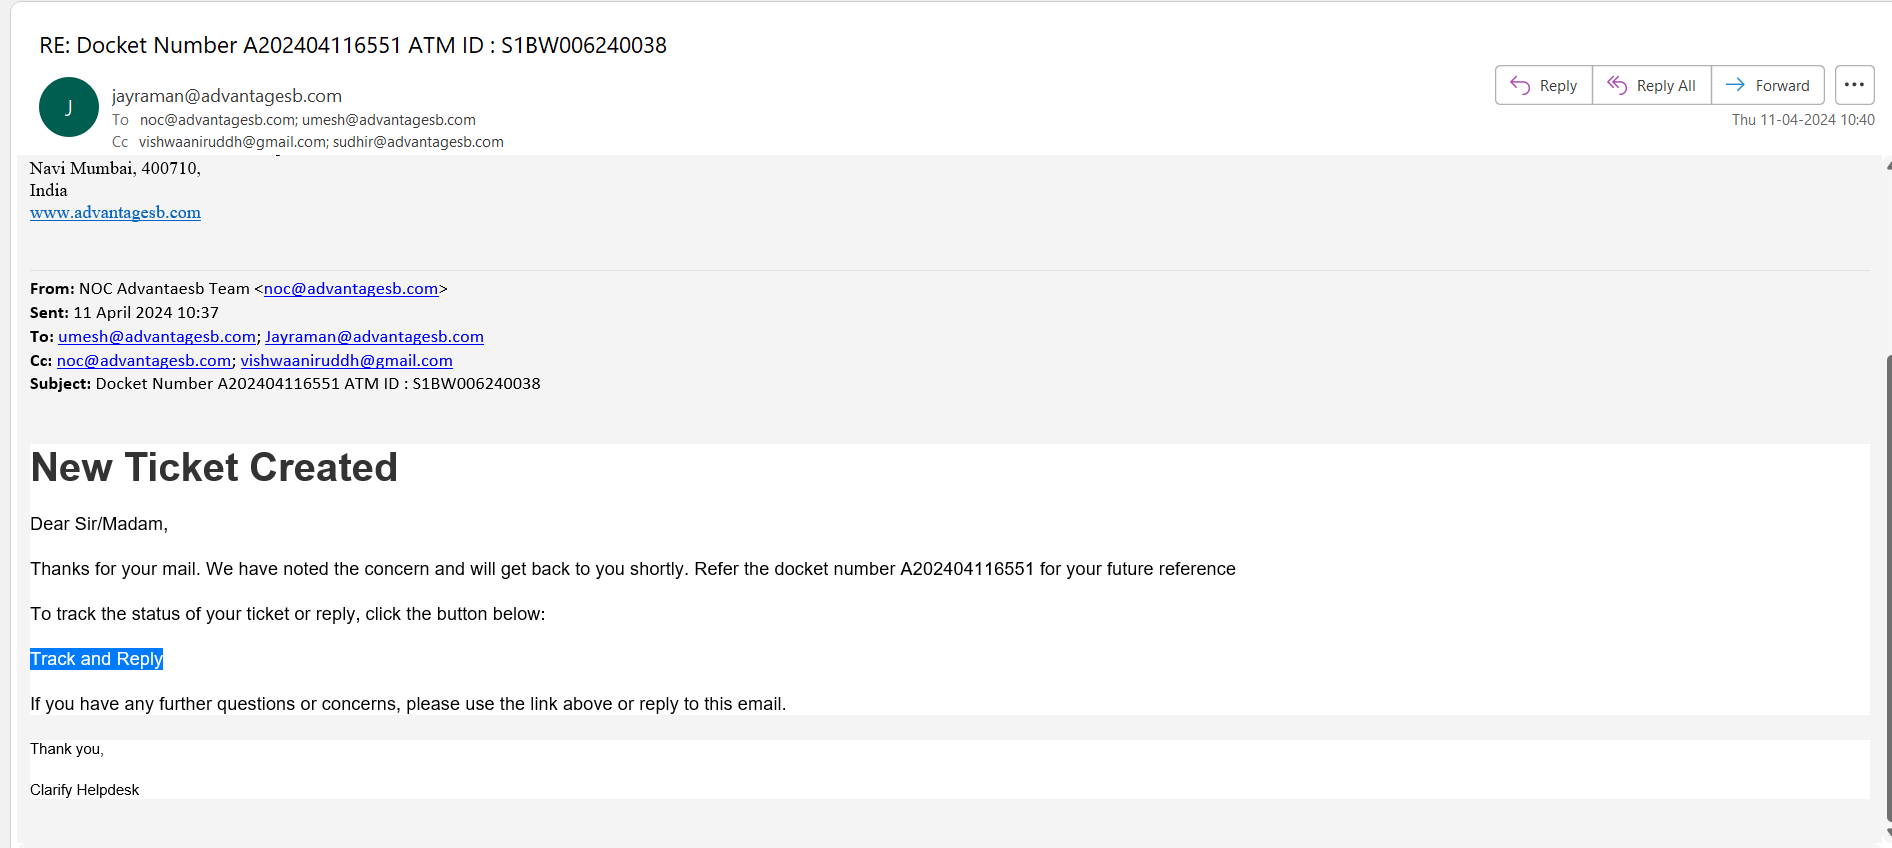 RE: Docket Number A202404116551 ATM ID : S1BW006240038
J
jayraman@advantagesb.com
To noc@advantagesb.com; umesh@advantagesb.com
Cc vishwaaniruddh@gmail.com; sudhir@advantagesb.com
Reply
Reply All
Forward
Thu 11-04-2024 10:40
Navi Mumbai, 400710,
India
www.advantagesb.com
From: NOC Advantaesb Team <noc@advantagesb.com>
Sent: 11 April 2024 10:37
To: umesh@advantagesb.com; Jayraman@advantagesb.com
Cc: noc@advantagesb.com; vishwaaniruddh@gmail.com
Subject: Docket Number A202404116551 ATM ID : S1BW006240038
New Ticket Created
Dear Sir/Madam,
Thanks for your mail. We have noted the concern and will get back to you shortly. Refer the docket number A202404116551 for your future reference
To track the status of your ticket or reply, click the button below:
Track and Reply
If you have any further questions or concerns, please use the link above or reply to this email.
Thank you,
Clarify Helpdesk